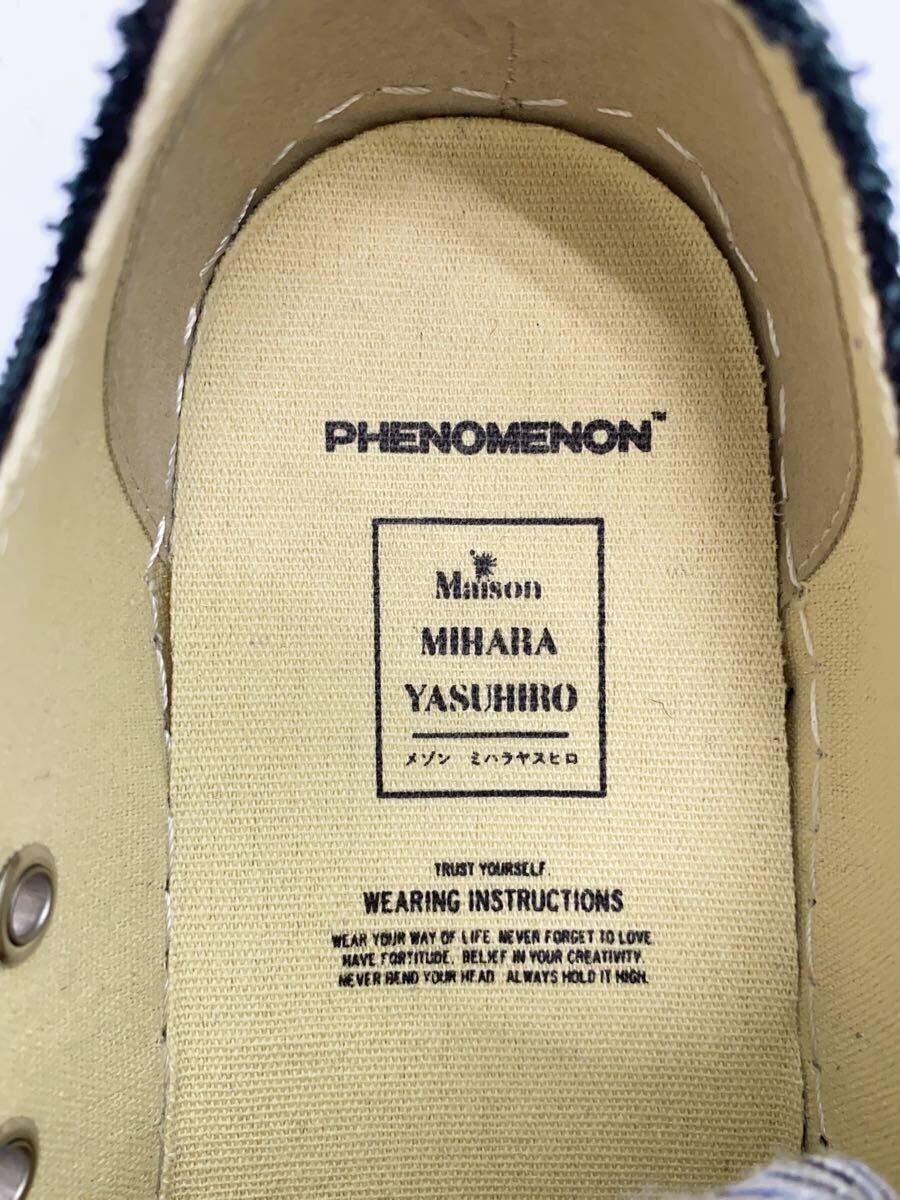 PHENOMENON™
Maison
MIHARA
YASUHIRO
メゾン ミハラヤスヒロ
TRUST YOURSELF.
WEARING INSTRUCTIONS
WEAR YOUR WAY OF LIFE. NEVER FORGET TO LOVE.
HAVE FORTITUDE. BELIEF IN YOUR CREATIVITY.
NEVER BEND YOUR HEAD. ALWAYS HOLD IT HIGH.